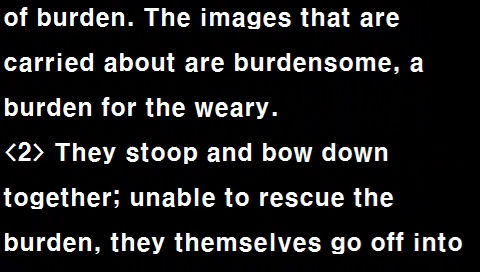 of burden. The images that are
carried about are burdensome, a
burden for the weary.
<2> They stoop and bow down
together; unable to rescue the
burden, they themselves go off into